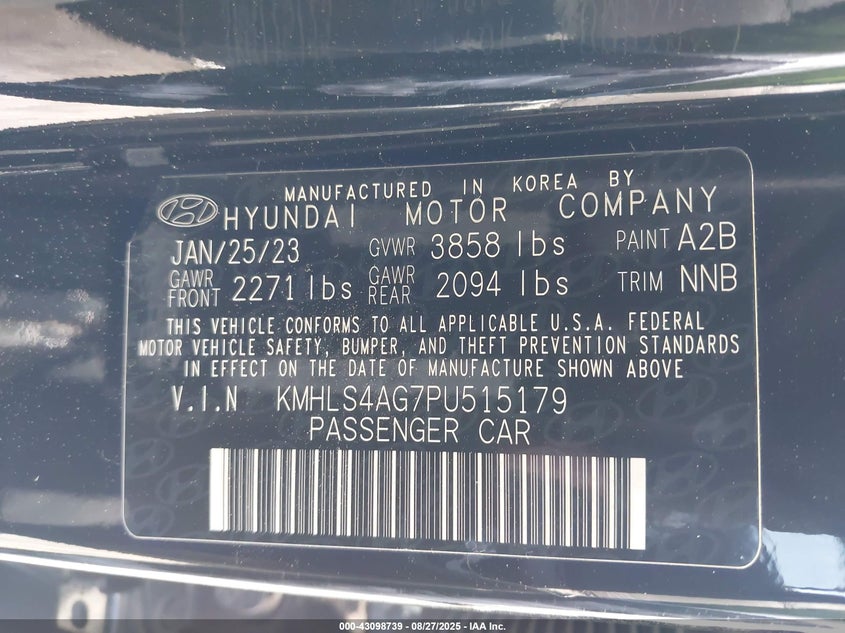 MANUFACTURED IN KOREA BY
HYUNDAI MOTOR COMPANY
JAN/25/23 GVWR 3858 lbs PAINT A2B
GAWR FRONT 2271 lbs GAWR REAR 2094 lbs TRIM NNB
THIS VEHICLE CONFORMS TO ALL APPLICABLE U.S.A. FEDERAL
MOTOR VEHICLE SAFETY, BUMPER, AND THEFT PREVENTION STANDARDS
IN EFFECT ON THE DATE OF MANUFACTURE SHOWN ABOVE
V.I.N KMHLS4AG7PU515179
PASSENGER CAR
000-43098739 - 08/27/2025 - IAA Inc.